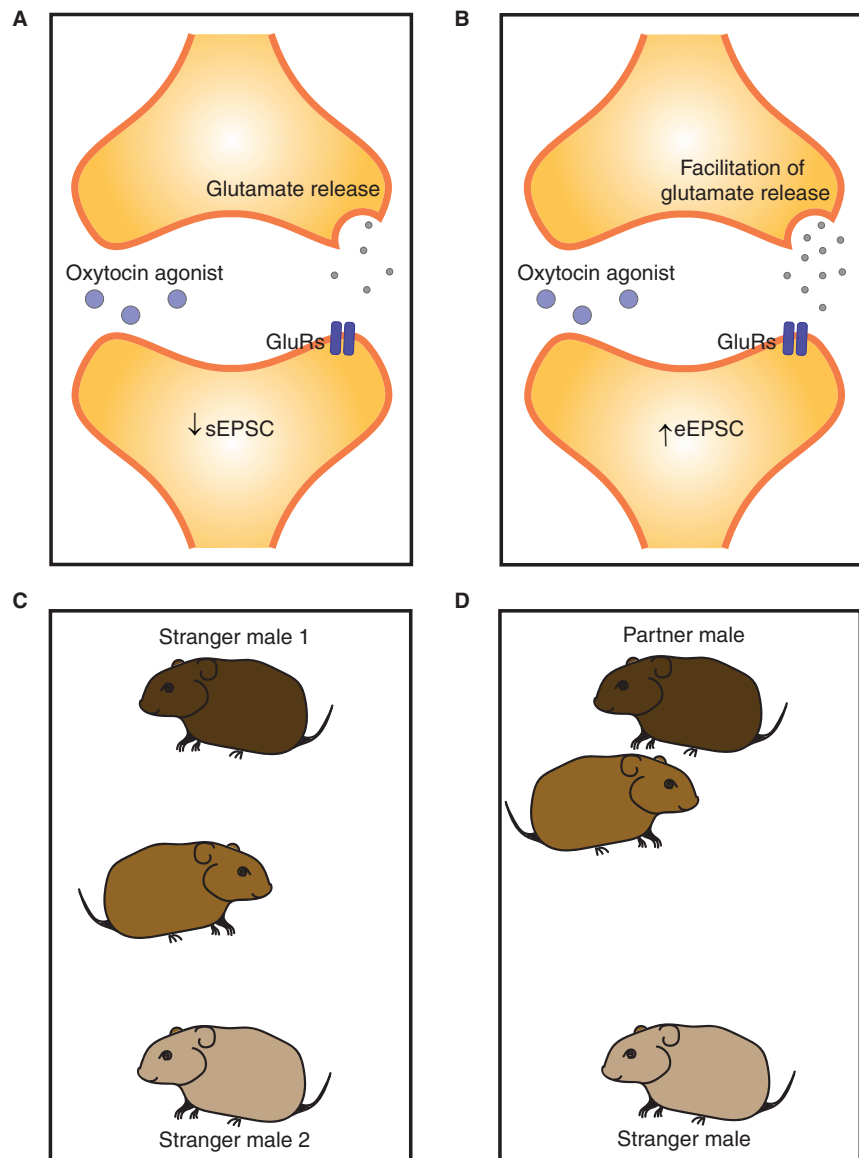 A
Glutamate release
Oxytocin agonist
GluRs
↓ sEPSC
B
Facilitation of
glutamate release
Oxytocin agonist
GluRs
↑ eEPSC
C
Stranger male 1
Stranger male 2
D
Partner male
Stranger male